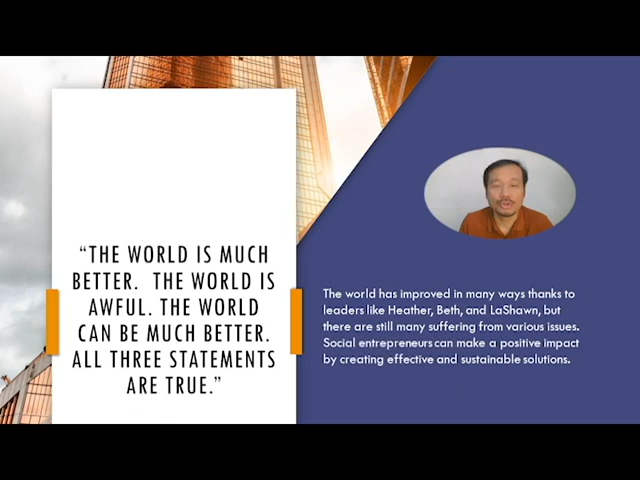 “THE WORLD IS MUCH
BETTER. THE WORLD IS
AWFUL. THE WORLD
CAN BE MUCH BETTER.
ALL THREE STATEMENTS
ARE TRUE.”
The world has improved in many ways thanks to
leaders like Heather, Beth, and LaShawn, but
there are still many suffering from various issues.
Social entrepreneurs can make a positive impact
by creating effective and sustainable solutions.